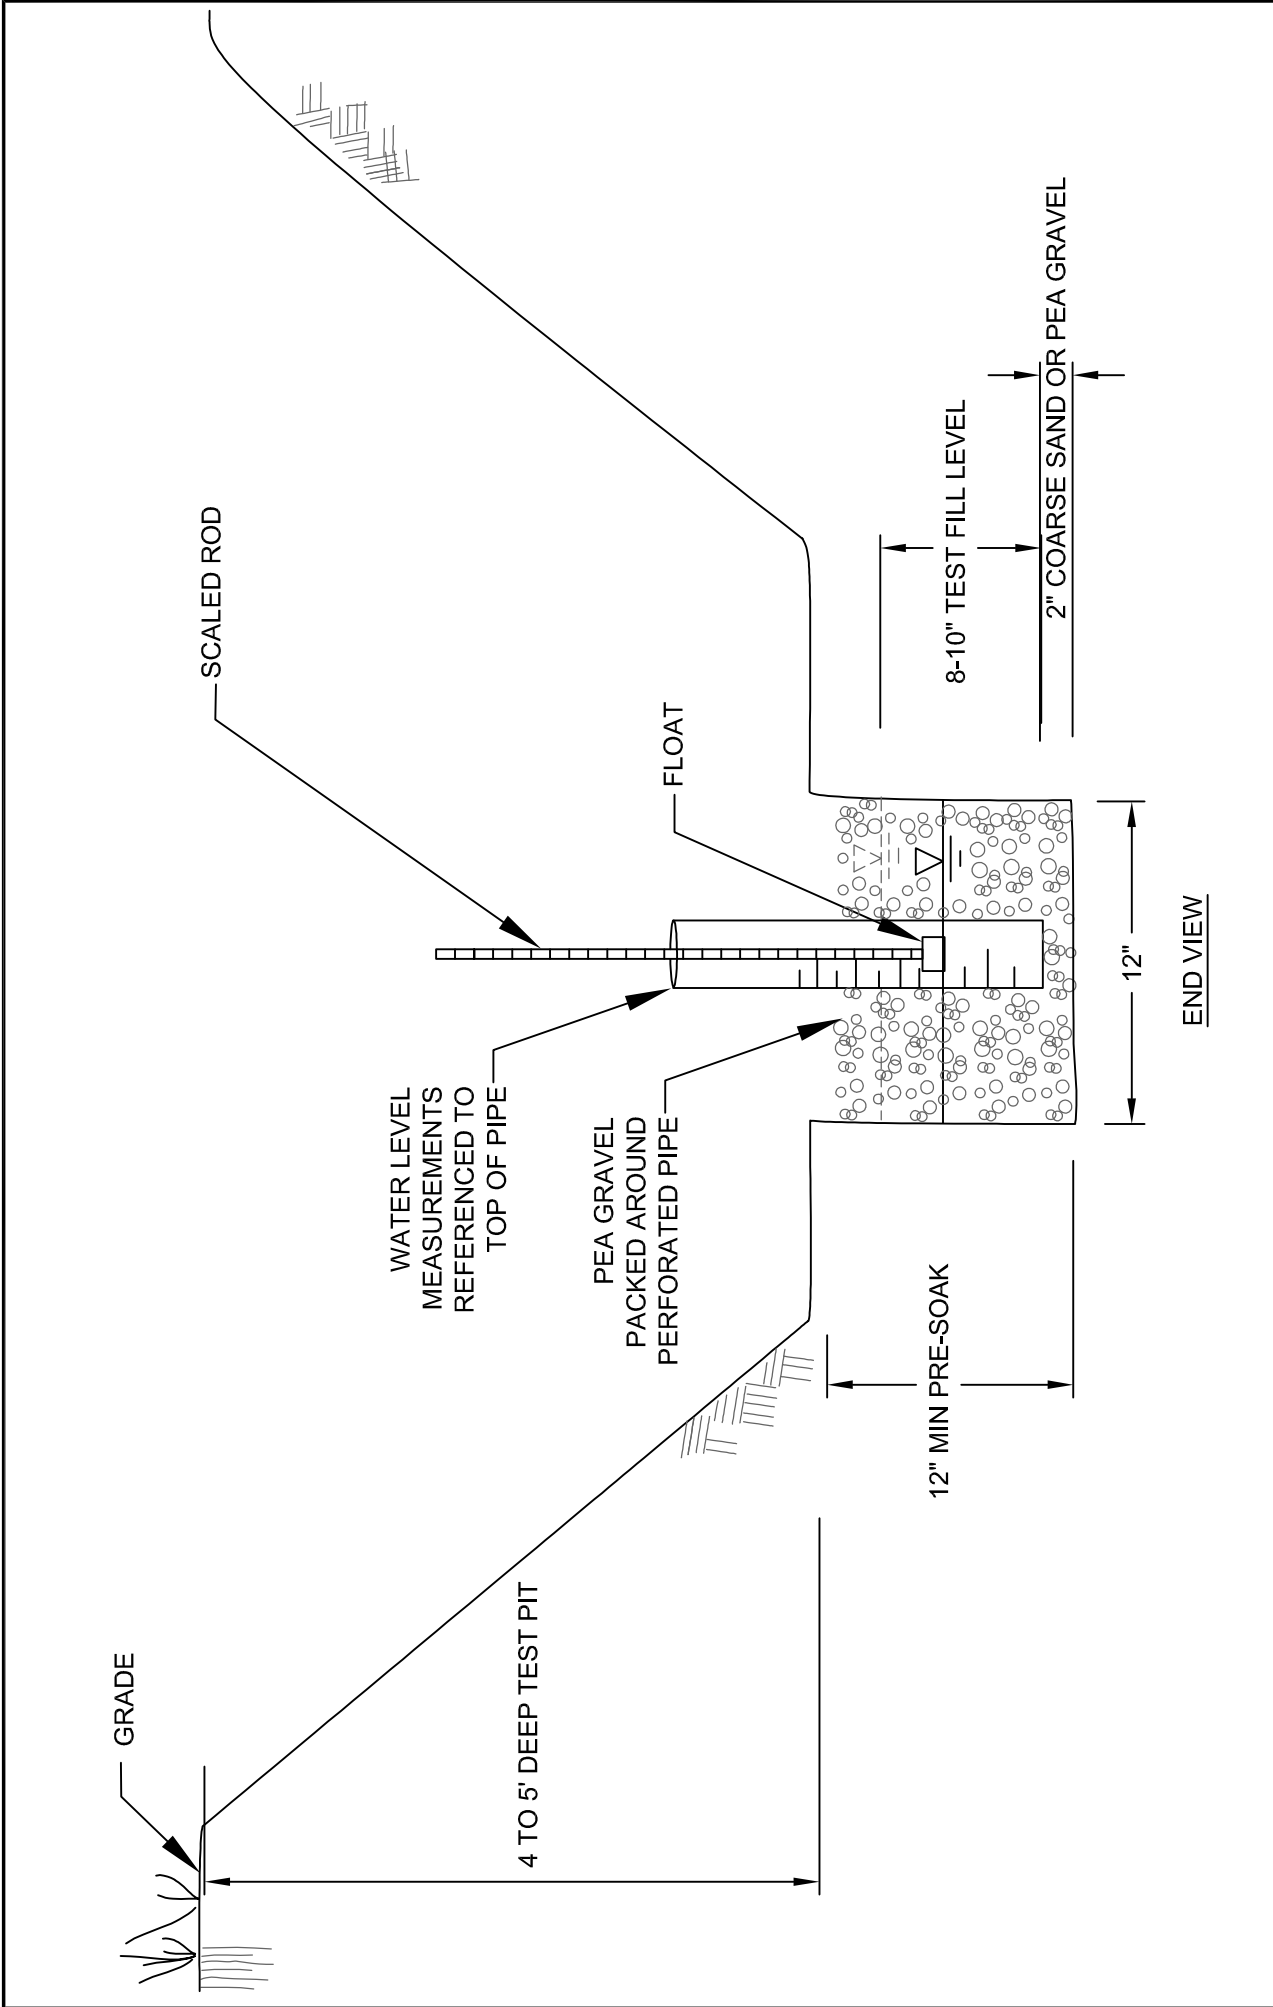 GRADE
SCALED ROD
4 TO 5' DEEP TEST PIT
WATER LEVEL
MEASUREMENTS
REFERENCED TO
TOP OF PIPE
FLOAT
PEA GRAVEL
PACKED AROUND
PERFORATED PIPE
12" MIN PRE-SOAK
8-10" TEST FILL LEVEL
2" COARSE SAND OR PEA GRAVEL
12"
END VIEW